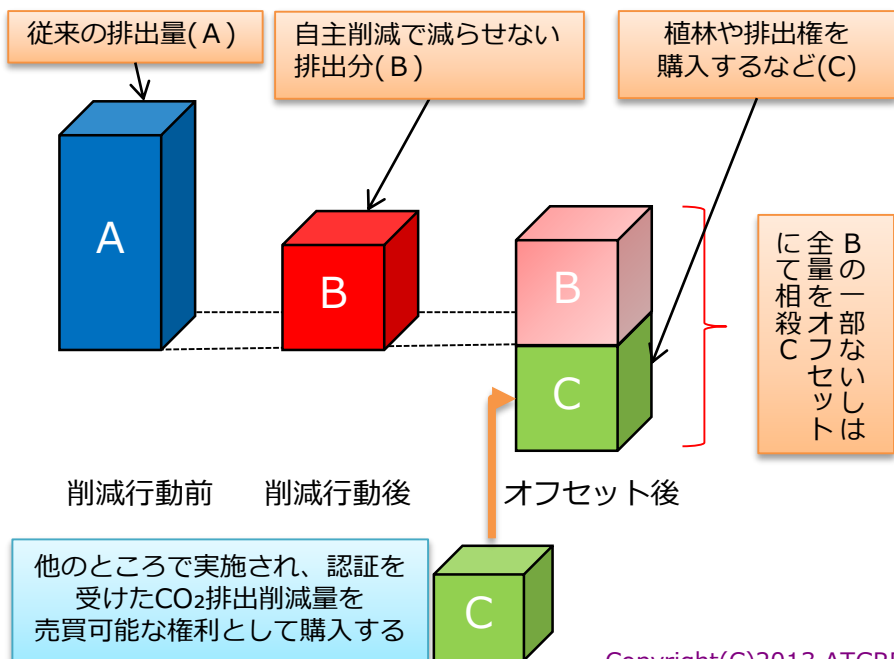 従来の排出量(A)
自主削減で減らせない
排出分(B)
植林や排出権を
購入するなど(C)
A
B
B
C
Bの一部ないしは
全量をオフセット
にて相殺C
削減行動前
削減行動後
オフセット後
他のところで実施され、認証を
受けたCO₂排出削減量を
売買可能な権利として購入する
C
Copyright(C)2013 ATCR